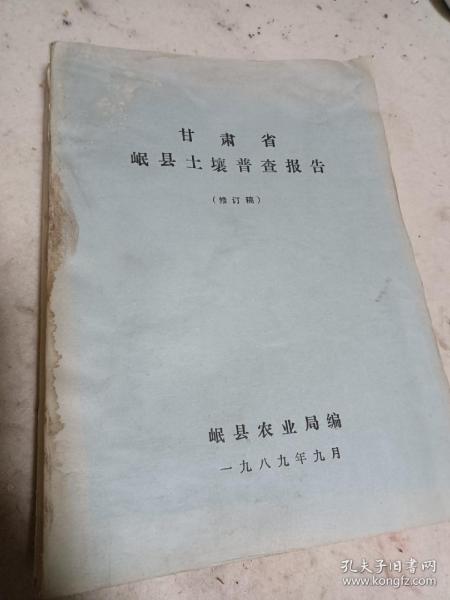 甘肃省
岷县土壤普查报告
（修订稿）
岷县农业局编
一九八九年九月
孔夫子旧书网
www.kongfz.com